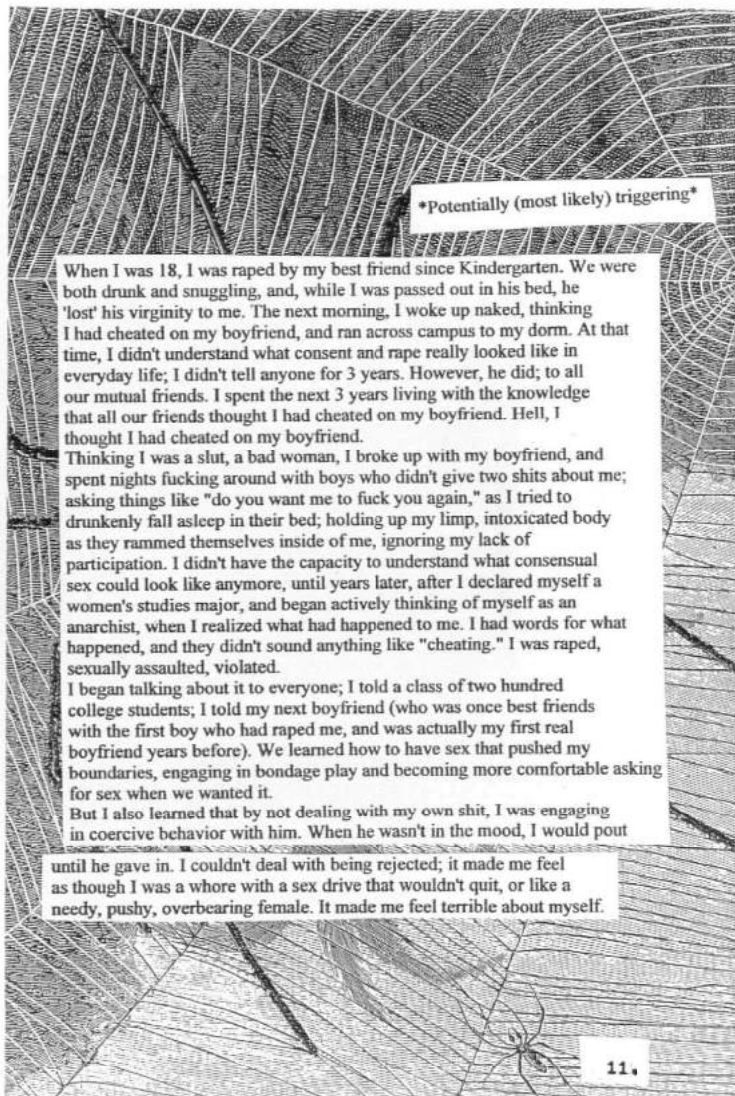 *Potentially (most likely) triggering*
When I was 18, I was raped by my best friend since Kindergarten. We were
both drunk and snuggling, and, while I was passed out in his bed, he
'lost' his virginity to me. The next morning, I woke up naked, thinking
I had cheated on my boyfriend, and ran across campus to my dorm. At that
time, I didn't understand what consent and rape really looked like in
everyday life; I didn't tell anyone for 3 years. However, he did; to all
our mutual friends. I spent the next 3 years living with the knowledge
that all our friends thought I had cheated on my boyfriend. Hell, I
thought I had cheated on my boyfriend.
Thinking I was a slut, a bad woman, I broke up with my boyfriend, and
spent nights fucking around with boys who didn't give two shits about me;
asking things like "do you want me to fuck you again," as I tried to
drunkenly fall asleep in their bed; holding up my limp, intoxicated body
as they rammed themselves inside of me, ignoring my lack of
participation. I didn't have the capacity to understand what consensual
sex could look like anymore, until years later, after I declared myself a
women's studies major, and began actively thinking of myself as an
anarchist, when I realized what had happened to me. I had words for what
happened, and they didn't sound anything like "cheating." I was raped,
sexually assaulted, violated.
I began talking about it to everyone; I told a class of two hundred
college students; I told my next boyfriend (who was once best friends
with the first boy who had raped me, and was actually my first real
boyfriend years before). We learned how to have sex that pushed my
boundaries, engaging in bondage play and becoming more comfortable asking
for sex when we wanted it.
But I also learned that by not dealing with my own shit, I was engaging
in coercive behavior with him. When he wasn't in the mood, I would pout
until he gave in. I couldn't deal with being rejected; it made me feel
as though I was a whore with a sex drive that wouldn't quit, or like a
needy, pushy, overbearing female. It made me feel terrible about myself.
11.